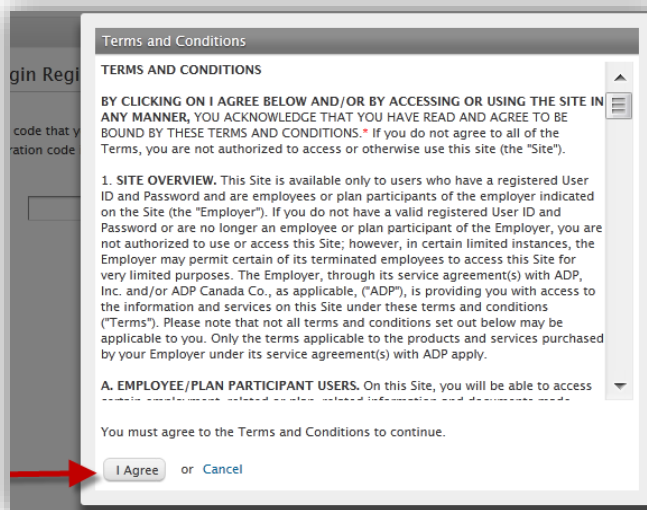 Terms and Conditions
gin Regi
code that y
ration code
TERMS AND CONDITIONS
BY CLICKING ON I AGREE BELOW AND/OR BY ACCESSING OR USING THE SITE IN
ANY MANNER, YOU ACKNOWLEDGE THAT YOU HAVE READ AND AGREE TO BE
BOUND BY THESE TERMS AND CONDITIONS.* If you do not agree to all of the
Terms, you are not authorized to access or otherwise use this site (the "Site").
1. SITE OVERVIEW. This Site is available only to users who have a registered User
ID and Password and are employees or plan participants of the employer indicated
on the Site (the "Employer"). If you do not have a valid registered User ID and
Password or are no longer an employee or plan participant of the Employer, you are
not authorized to use or access this Site; however, in certain limited instances, the
Employer may permit certain of its terminated employees to access this Site for
very limited purposes. The Employer, through its service agreement(s) with ADP,
Inc. and/or ADP Canada Co., as applicable, ("ADP"), is providing you with access to
the information and services on this Site under these terms and conditions
("Terms"). Please note that not all terms and conditions set out below may be
applicable to you. Only the terms applicable to the products and services purchased
by your Employer under its service agreement(s) with ADP apply.
A. EMPLOYEE/PLAN PARTICIPANT USERS. On this Site, you will be able to access
certain employment-related or plan-related information and documents made
You must agree to the Terms and Conditions to continue.
I Agree or Cancel